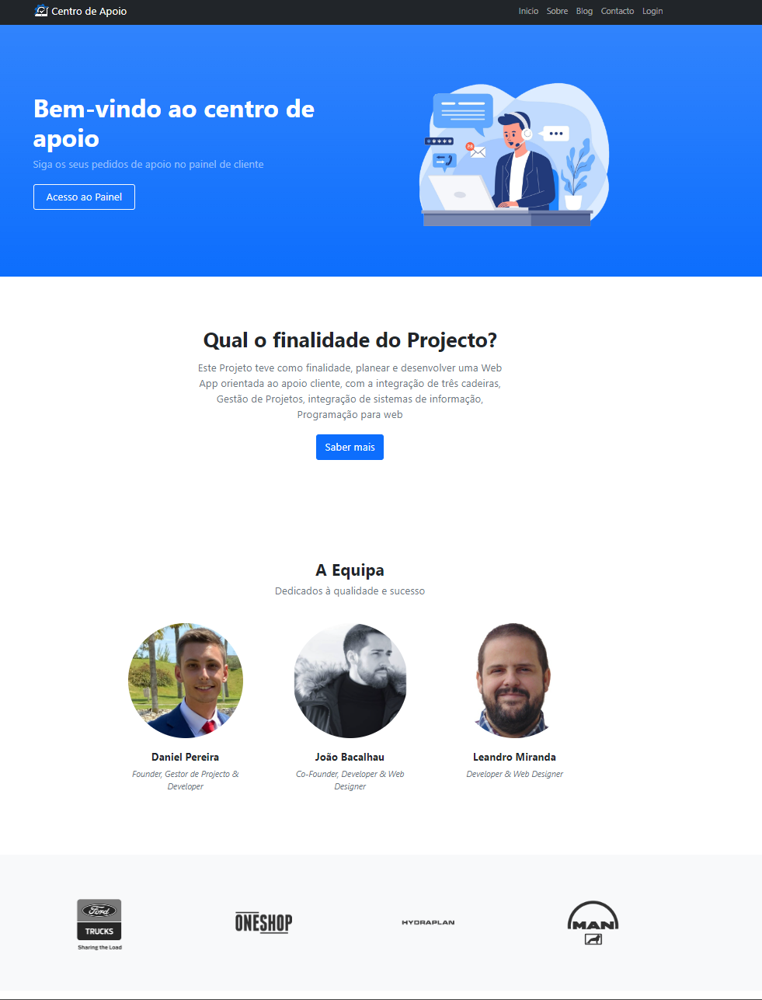 Centro de Apoio
Inicio Sobre Blog Contacto Login
Bem-vindo ao centro de
apoio
Siga os seus pedidos de apoio no painel de cliente
Acesso ao Painel
*****
Qual o finalidade do Projecto?
Este Projeto teve como finalidade, planear e desenvolver uma Web
App orientada ao apoio cliente, com a integração de três cadeiras,
Gestão de Projetos, integração de sistemas de informação,
Programação para web
Saber mais
A Equipa
Dedicados à qualidade e sucesso
Daniel Pereira
Founder, Gestor de Projecto &
Developer
João Bacalhau
Co-Founder, Developer & Web
Designer
Leandro Miranda
Developer & Web Designer
Ford
TRUCKS
Sharing the Load
ONESHOP
HYDRAPLAN
MAN